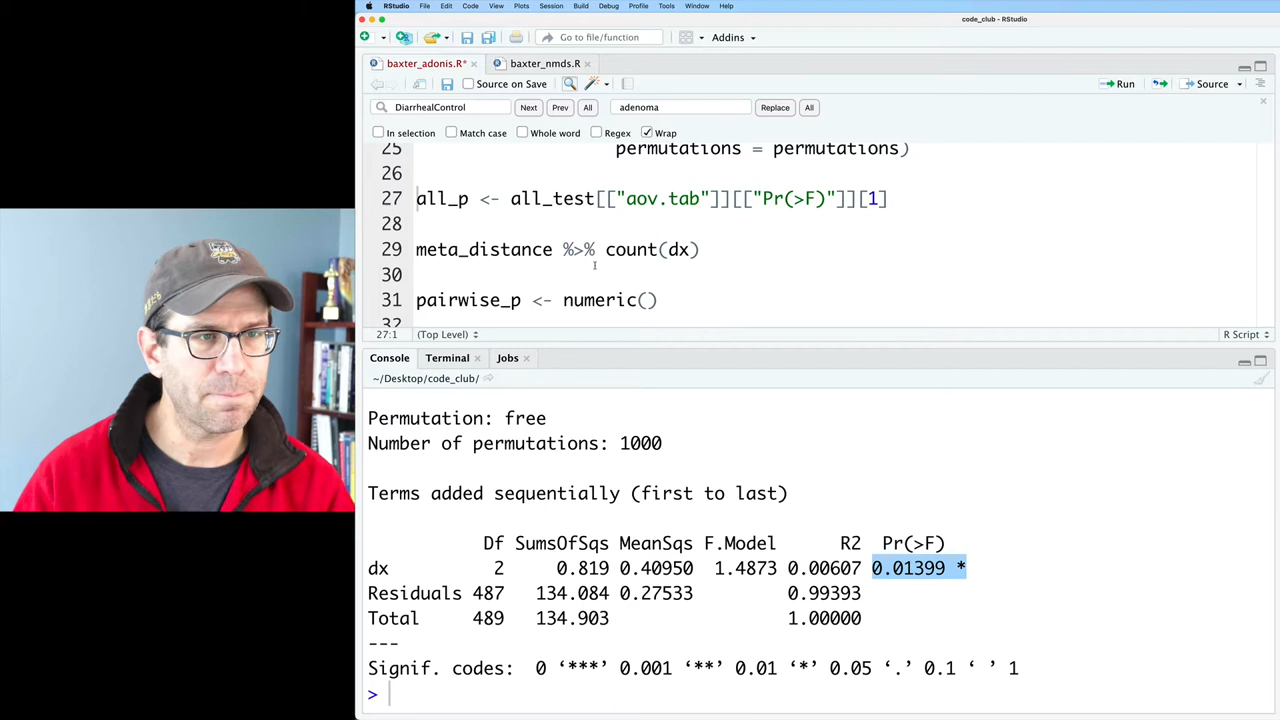 RStudio File Edit Code View Plots Session Build Debug Profile Tools Window Help
code_club - RStudio
Go to file/function Addins
baxter_adonis.R* baxter_nmds.R
Source on Save Run Source
DiarrhealControl Next Prev All adenoma Replace All
In selection Match case Whole word Regex Wrap
25 permutations = permutations)
26
27 all_p <- all_test[["aov.tab"]][["Pr(>F)"]][1]
28
29 meta_distance %>% count(dx)
30
31 pairwise_p <- numeric()
32
27:1 (Top Level) R Script
Console Terminal Jobs
~/Desktop/code_club/
Permutation: free
Number of permutations: 1000
Terms added sequentially (first to last)
Df SumsOfSqs MeanSqs F.Model R2 Pr(>F)
dx 2 0.819 0.40950 1.4873 0.00607 0.01399 *
Residuals 487 134.084 0.27533 0.99393
Total 489 134.903 1.00000
---
Signif. codes: 0 ‘***’ 0.001 ‘**’ 0.01 ‘*’ 0.05 ‘.’ 0.1 ‘ ’ 1
>